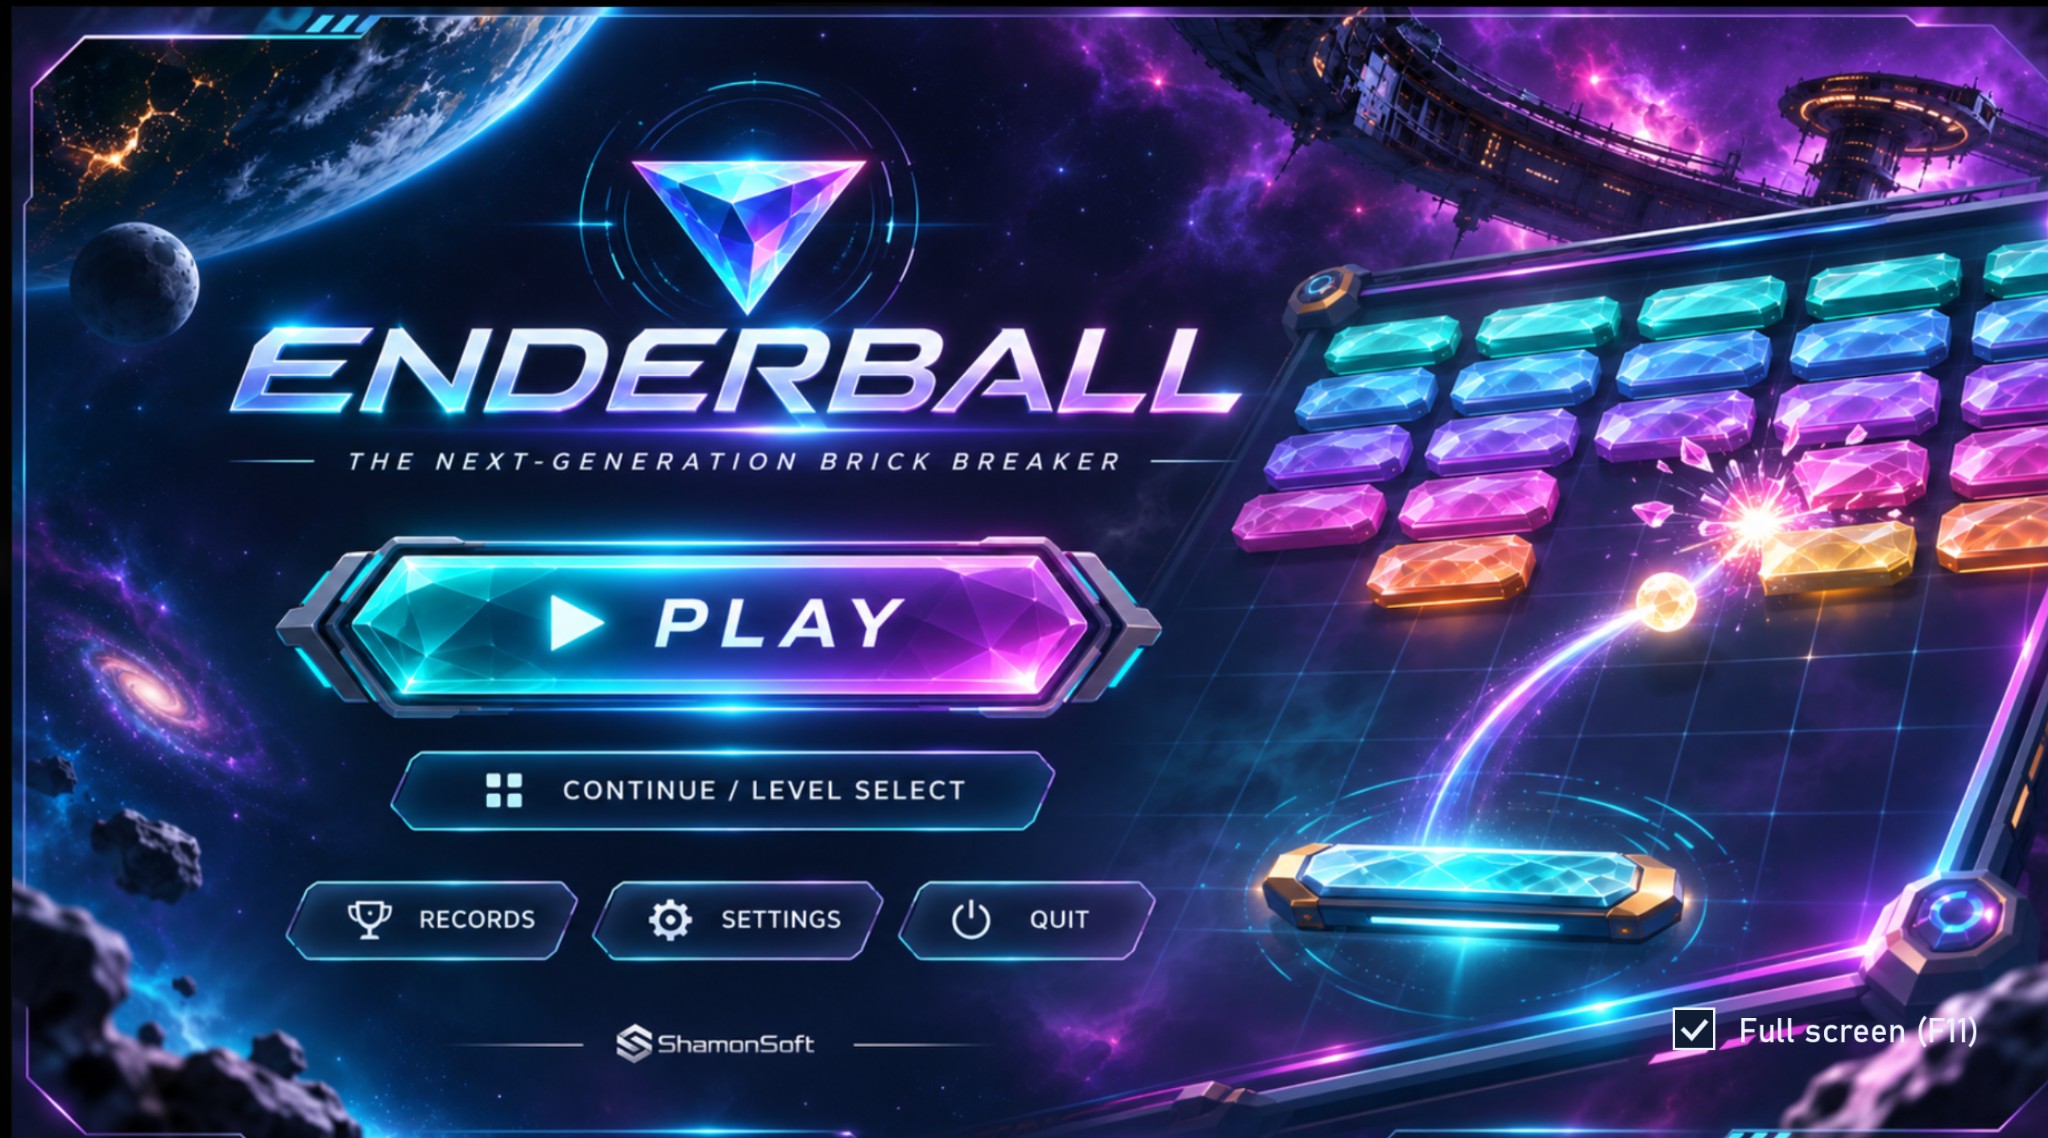 ENDERBALL
THE NEXT-GENERATION BRICK BREAKER
PLAY
CONTINUE / LEVEL SELECT
RECORDS
SETTINGS
QUIT
ShamonSoft
Full screen (F11)